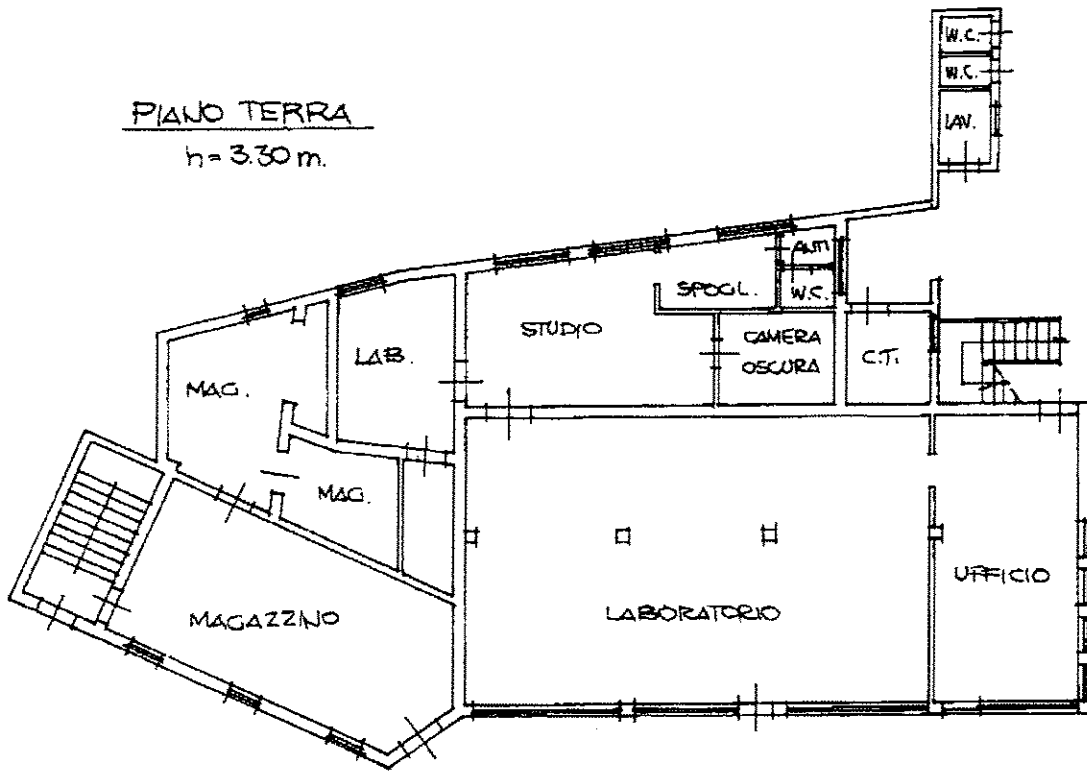 PIANO TERRA
h=3.30 m.
W.C.
W.C.
LAV.
ANTI
SPOGL.
W.C.
STUDIO
CAMERA
OSCURA
C.T.
LAB.
MAG.
MAG.
MAGAZZINO
LABORATORIO
UFFICIO